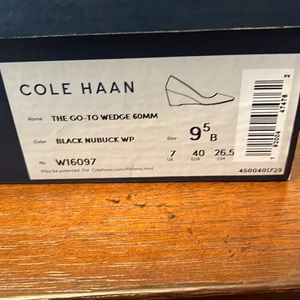 COLE HAAN
Name THE GO-TO WEDGE 60MM
Color BLACK NUBUCK WP
Size 9 5 B
7 40 26.5
UK EUR CM
No. W16097
May be patented. Pat. Colehaan.com/Patents.html
4500401729